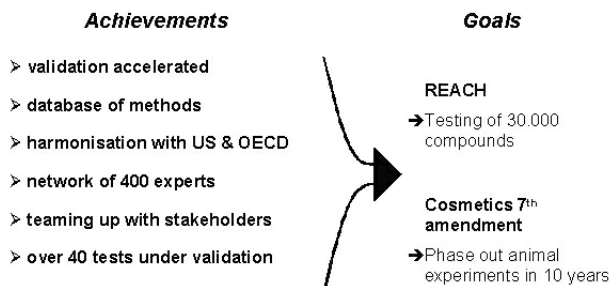 Achievements
➢ validation accelerated
➢ database of methods
➢ harmonisation with US & OECD
➢ network of 400 experts
➢ teaming up with stakeholders
➢ over 40 tests under validation
Goals
REACH
➔Testing of 30.000
compounds
Cosmetics 7th
amendment
➔Phase out animal
experiments in 10 years